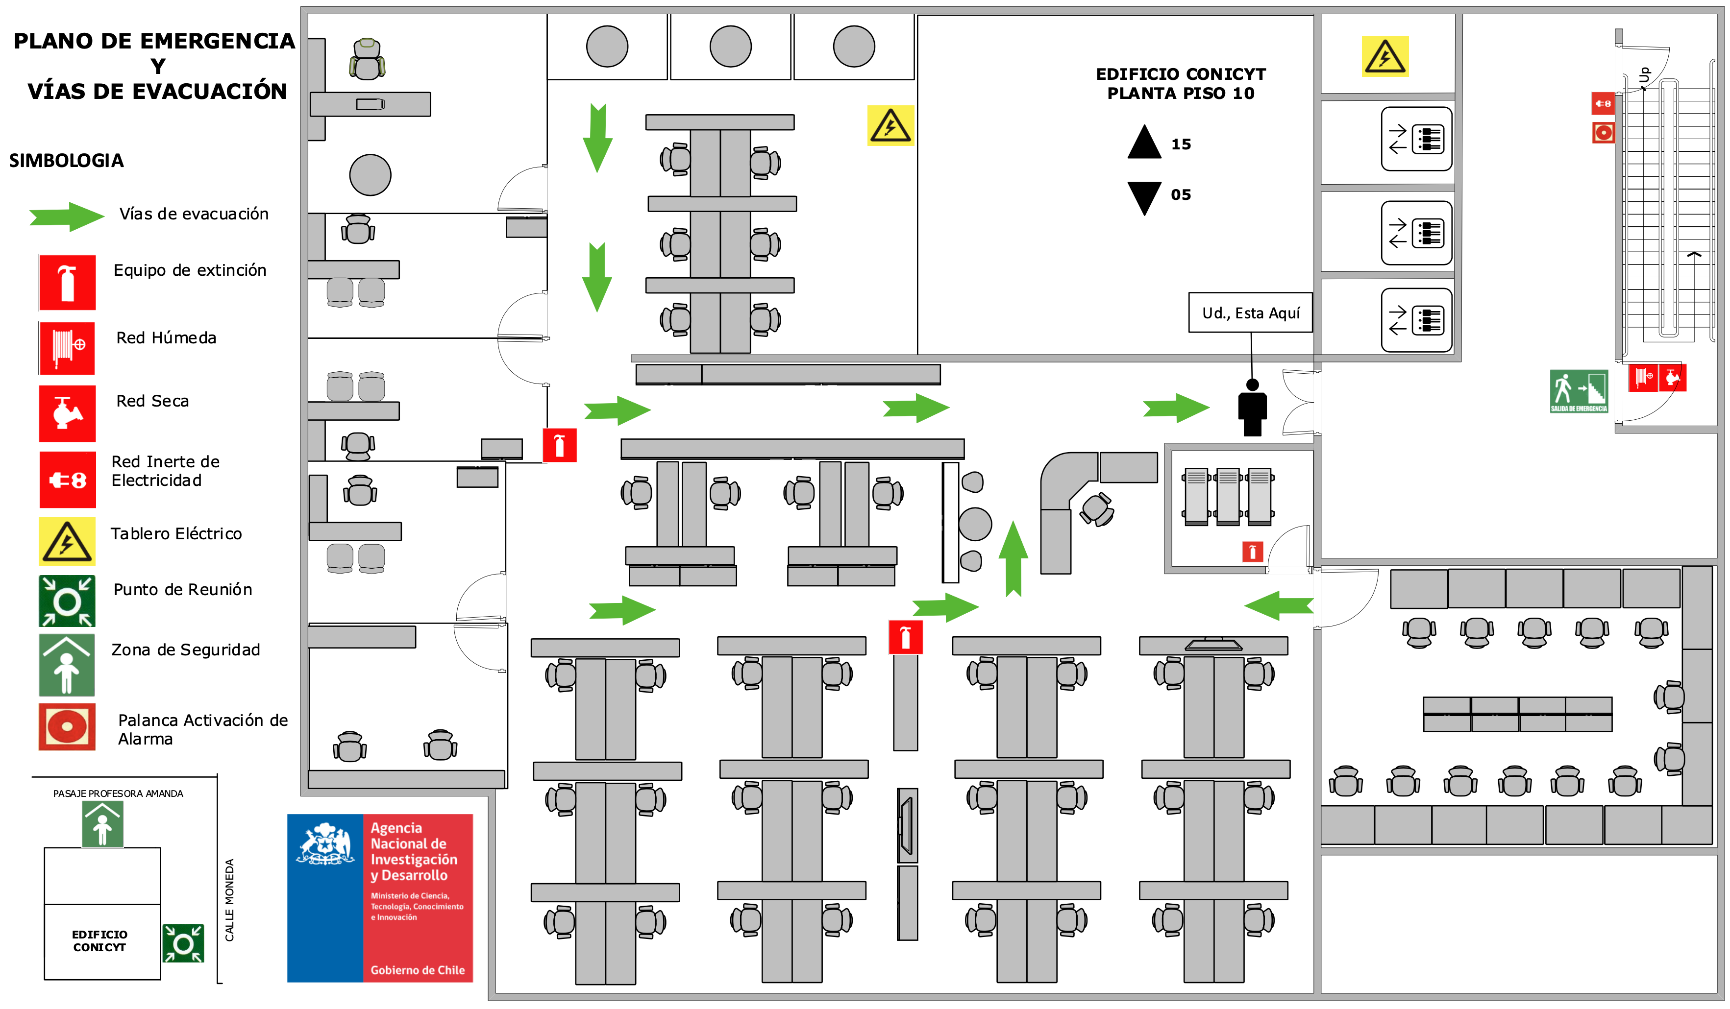 PLANO DE EMERGENCIA
Y
VÍAS DE EVACUACIÓN
SIMBOLOGIA
Vías de evacuación
Equipo de extinción
Red Húmeda
Red Seca
Red Inerte de
Electricidad
Tablero Eléctrico
Punto de Reunión
Zona de Seguridad
Palanca Activación de
Alarma
PASAJE PROFESORA AMANDA
CALLE MONEDA
EDIFICIO
CONICYT
Agencia
Nacional de
Investigación
y Desarrollo
Ministerio de Ciencia,
Tecnología, Conocimiento
e Innovación
Gobierno de Chile
EDIFICIO CONICYT
PLANTA PISO 10
15
05
Ud., Esta Aquí
Up
SALIDA DE EMERGENCIA